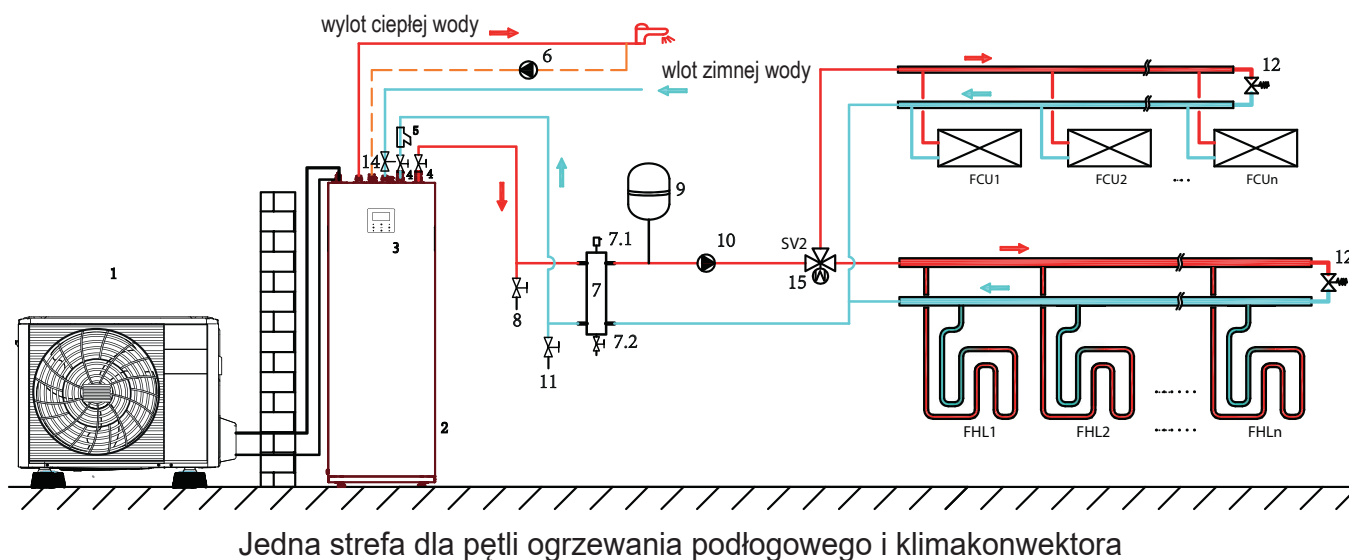 wylot ciepłej wody
6
wlot zimnej wody
12
5
14
4
4
FCU1
FCU2
.....
FCUn
9
3
7.1
10
SV2
12
1
7
15
8
7.2
11
2
FHL1
FHL2
FHLn
Jedna strefa dla pętli ogrzewania podłogowego i klimakonwektora